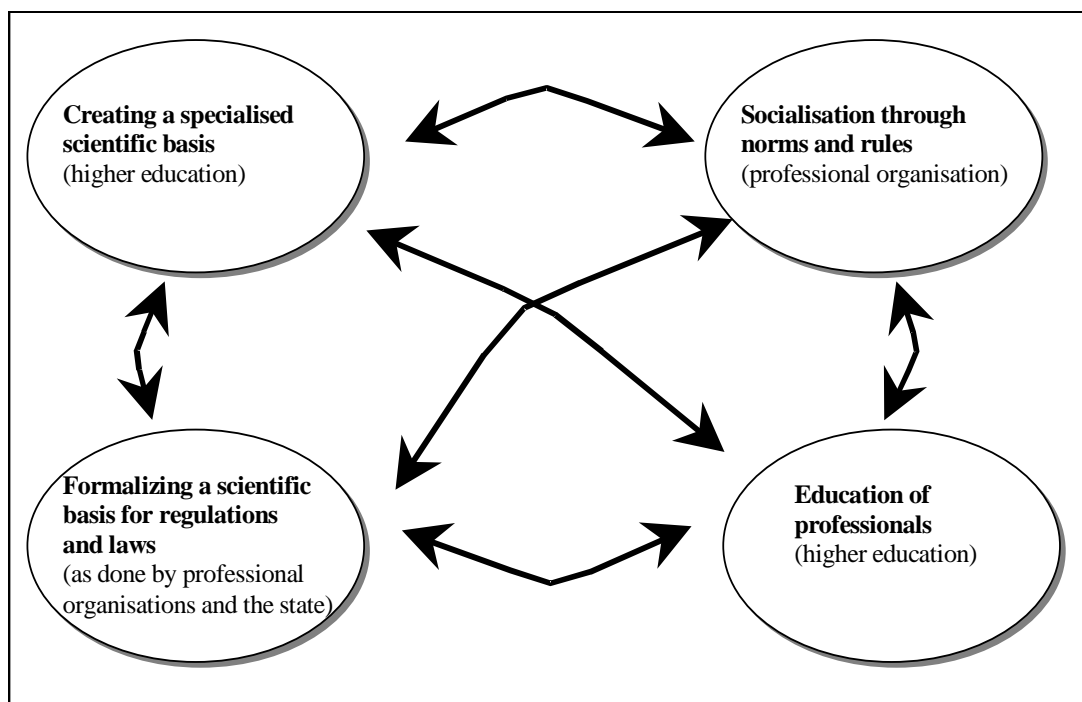 Creating a specialised
scientific basis
(higher education)
Socialisation through
norms and rules
(professional organisation)
Formalizing a scientific
basis for regulations
and laws
(as done by professional
organisations and the state)
Education of
professionals
(higher education)